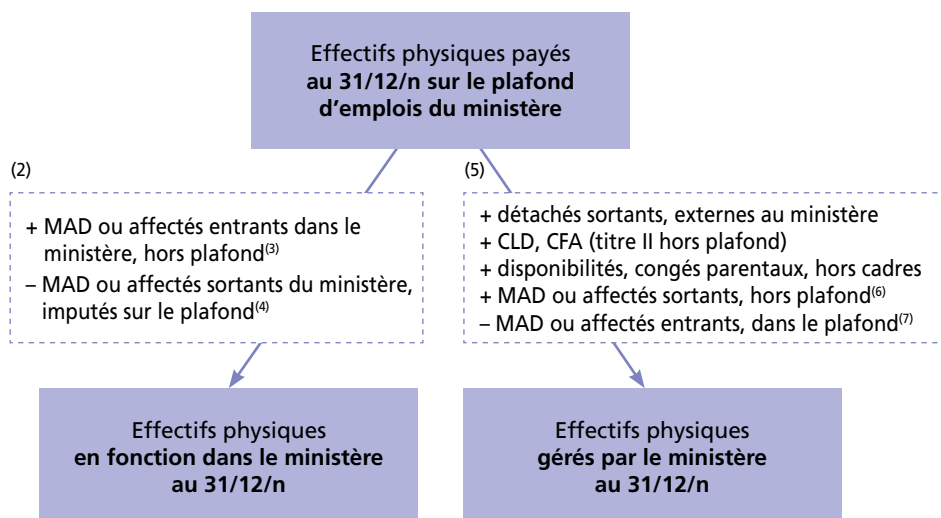 Effectifs physiques payés
au 31/12/n sur le plafond
d’emplois du ministère
(2)
+ MAD ou affectés entrants dans le
ministère, hors plafond(3)
– MAD ou affectés sortants du ministère,
imputés sur le plafond(4)
(5)
+ détachés sortants, externes au ministère
+ CLD, CFA (titre II hors plafond)
+ disponibilités, congés parentaux, hors cadres
+ MAD ou affectés sortants, hors plafond(6)
– MAD ou affectés entrants, dans le plafond(7)
Effectifs physiques
en fonction dans le ministère
au 31/12/n
Effectifs physiques
gérés par le ministère
au 31/12/n